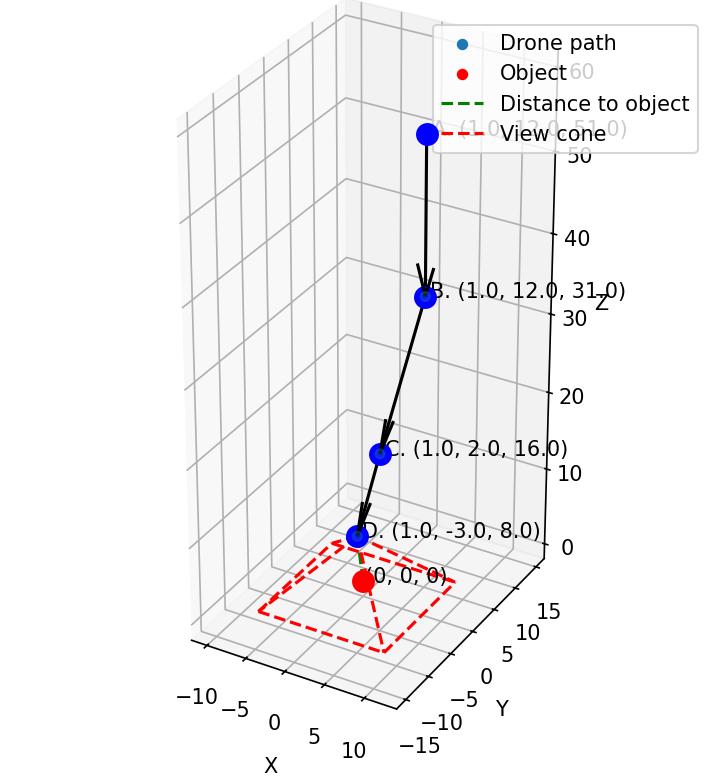 Drone path
Object
Distance to object
View cone
A. (1.0, 12.0, 51.0)
B. (1.0, 12.0, 31.0)
C. (1.0, 2.0, 16.0)
D. (1.0, -3.0, 8.0)
(0, 0, 0)
60
50
40
30
20
10
0
Z
15
10
5
0
−5
−10
−15
Y
−10
−5
0
5
10
X